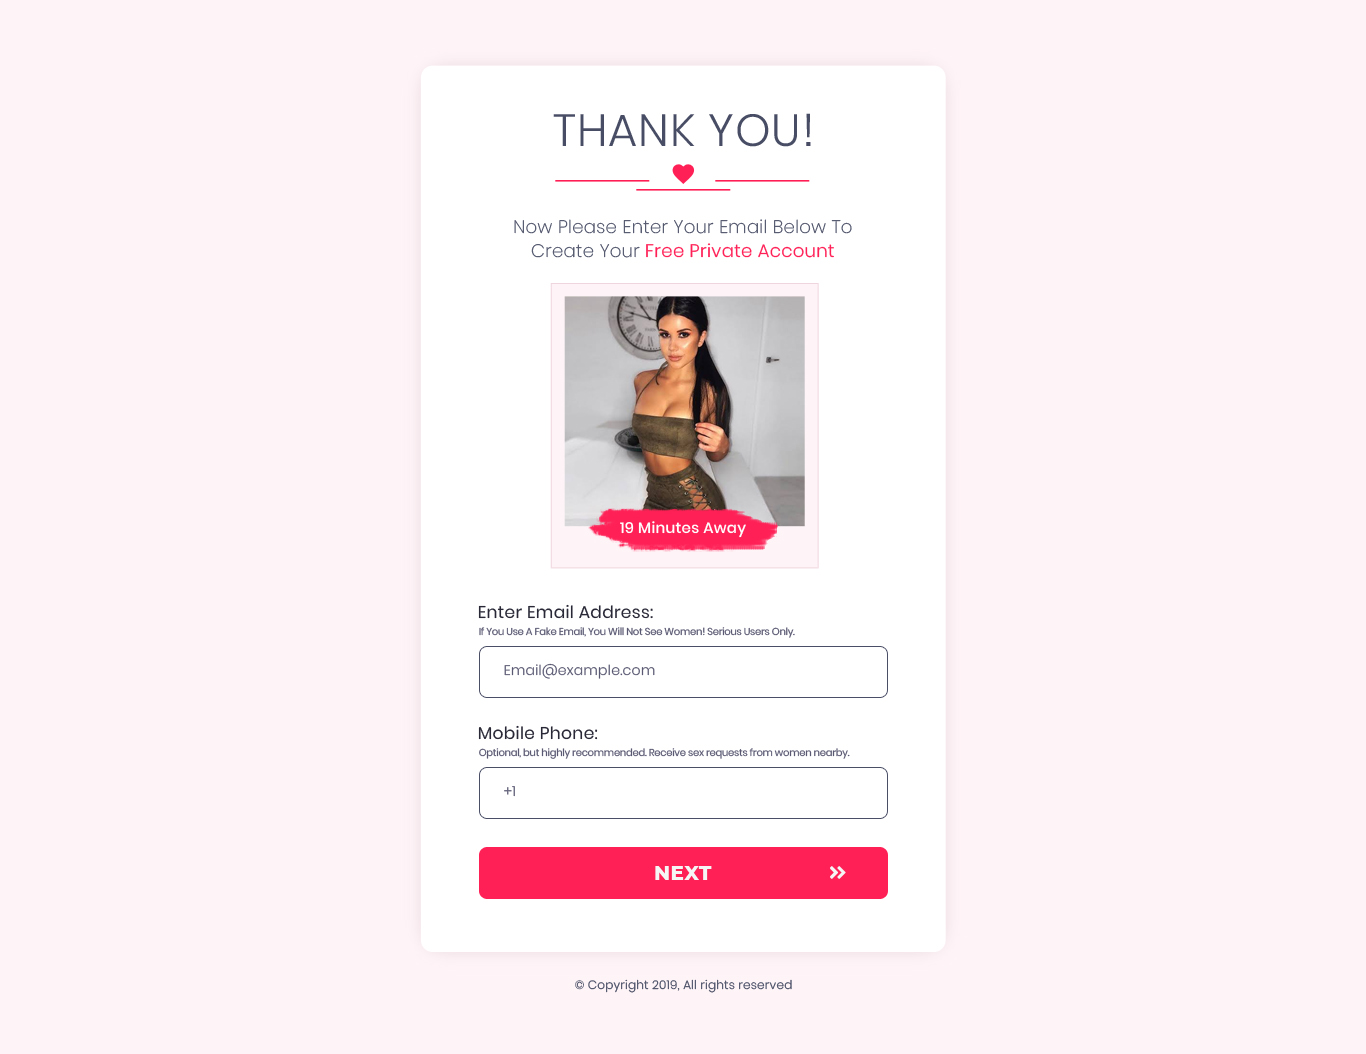 THANK YOU!
Now Please Enter Your Email Below To
Create Your Free Private Account
19 Minutes Away
Enter Email Address:
If You Use A Fake Email, You Will Not See Women! Serious Users Only.
Email@example.com
Mobile Phone:
Optional, but highly recommended. Receive sex requests from women nearby.
+1
NEXT
© Copyright 2019, All rights reserved